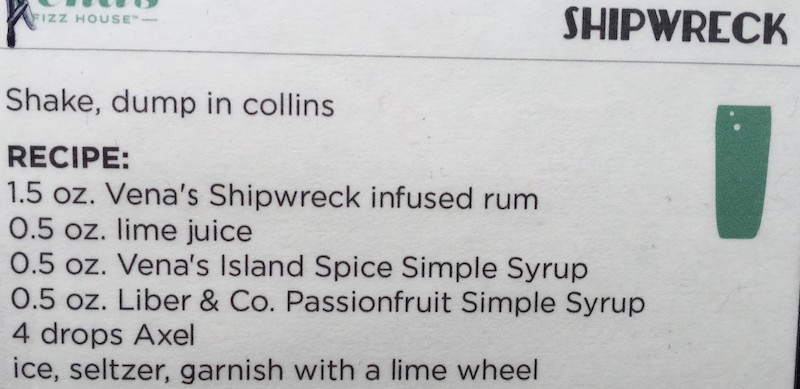 FIZZ HOUSE™
SHIPWRECK
Shake, dump in collins
RECIPE:
1.5 oz. Vena's Shipwreck infused rum
0.5 oz. lime juice
0.5 oz. Vena's Island Spice Simple Syrup
0.5 oz. Liber & Co. Passionfruit Simple Syrup
4 drops Axel
ice, seltzer, garnish with a lime wheel